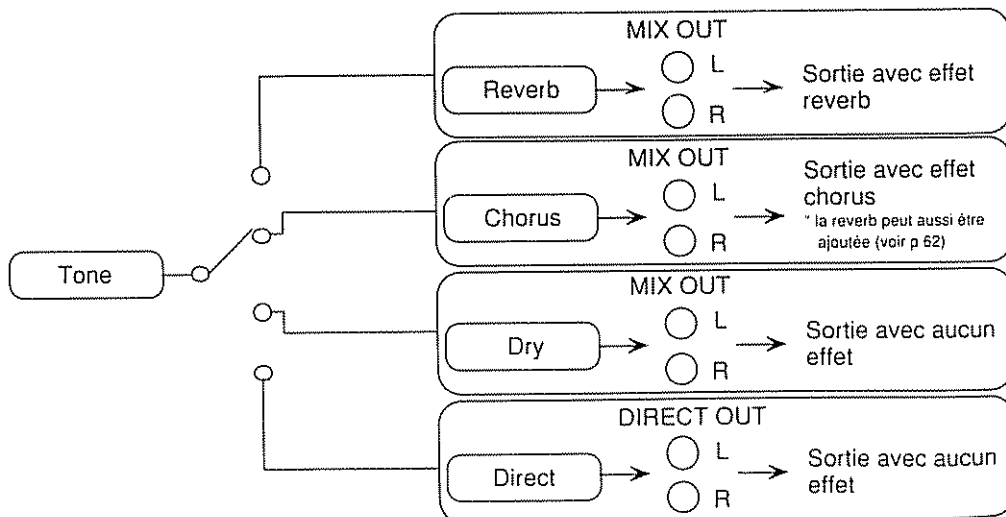 MIX OUT
Reverb
L
R
Sortie avec effet
reverb
MIX OUT
Chorus
L
R
Sortie avec effet
chorus
* la reverb peut aussi être
ajoutée (voir p 62)
Tone
MIX OUT
Dry
L
R
Sortie avec aucun
effet
DIRECT OUT
Direct
L
R
Sortie avec aucun
effet